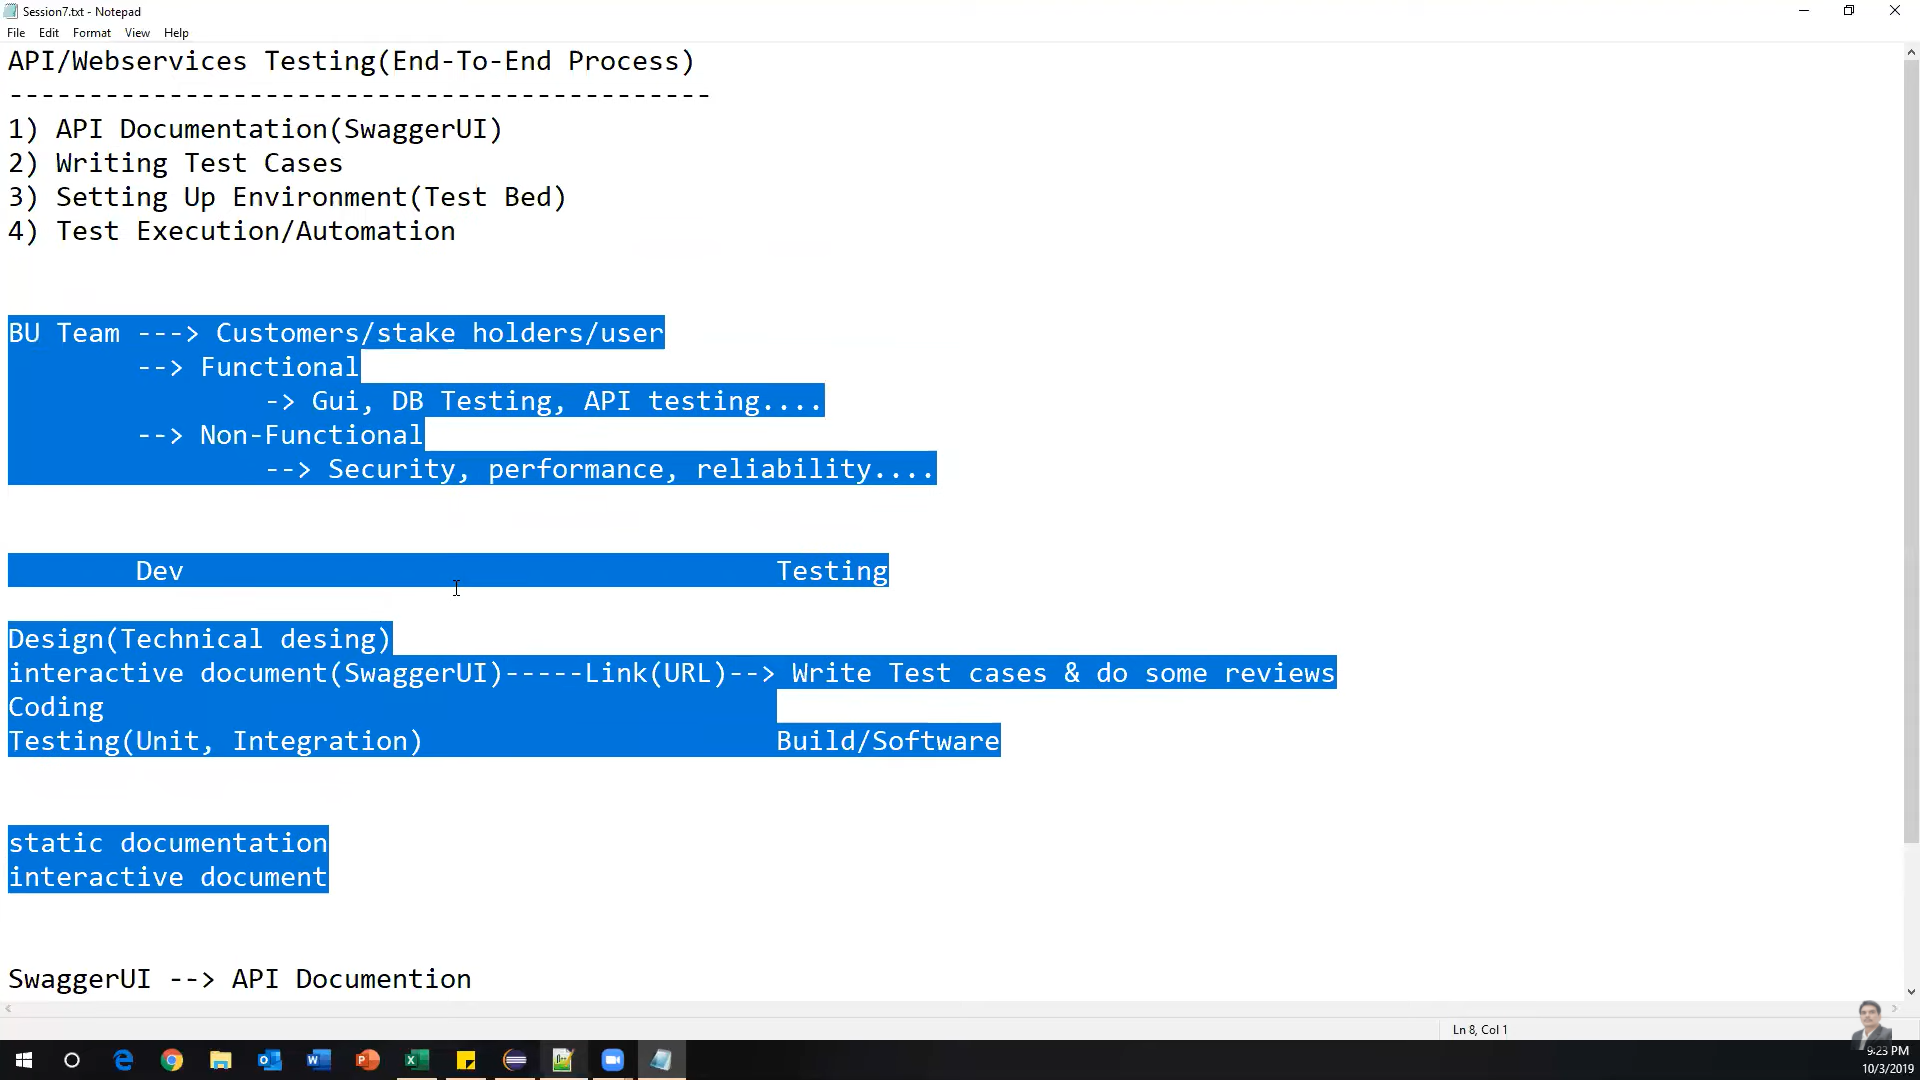 Session7.txt - Notepad
File Edit Format View Help
API/Webservices Testing(End-To-End Process)
--------------------------------------------
1) API Documentation(SwaggerUI)
2) Writing Test Cases
3) Setting Up Environment(Test Bed)
4) Test Execution/Automation
BU Team ---> Customers/stake holders/user
--> Functional
-> Gui, DB Testing, API testing....
--> Non-Functional
--> Security, performance, reliability....
Dev Testing
Design(Technical desing)
interactive document(SwaggerUI)-----Link(URL)--> Write Test cases & do some reviews
Coding
Testing(Unit, Integration) Build/Software
static documentation
interactive document
SwaggerUI --> API Documention
Ln 8, Col 1
9:23 PM
10/3/2019